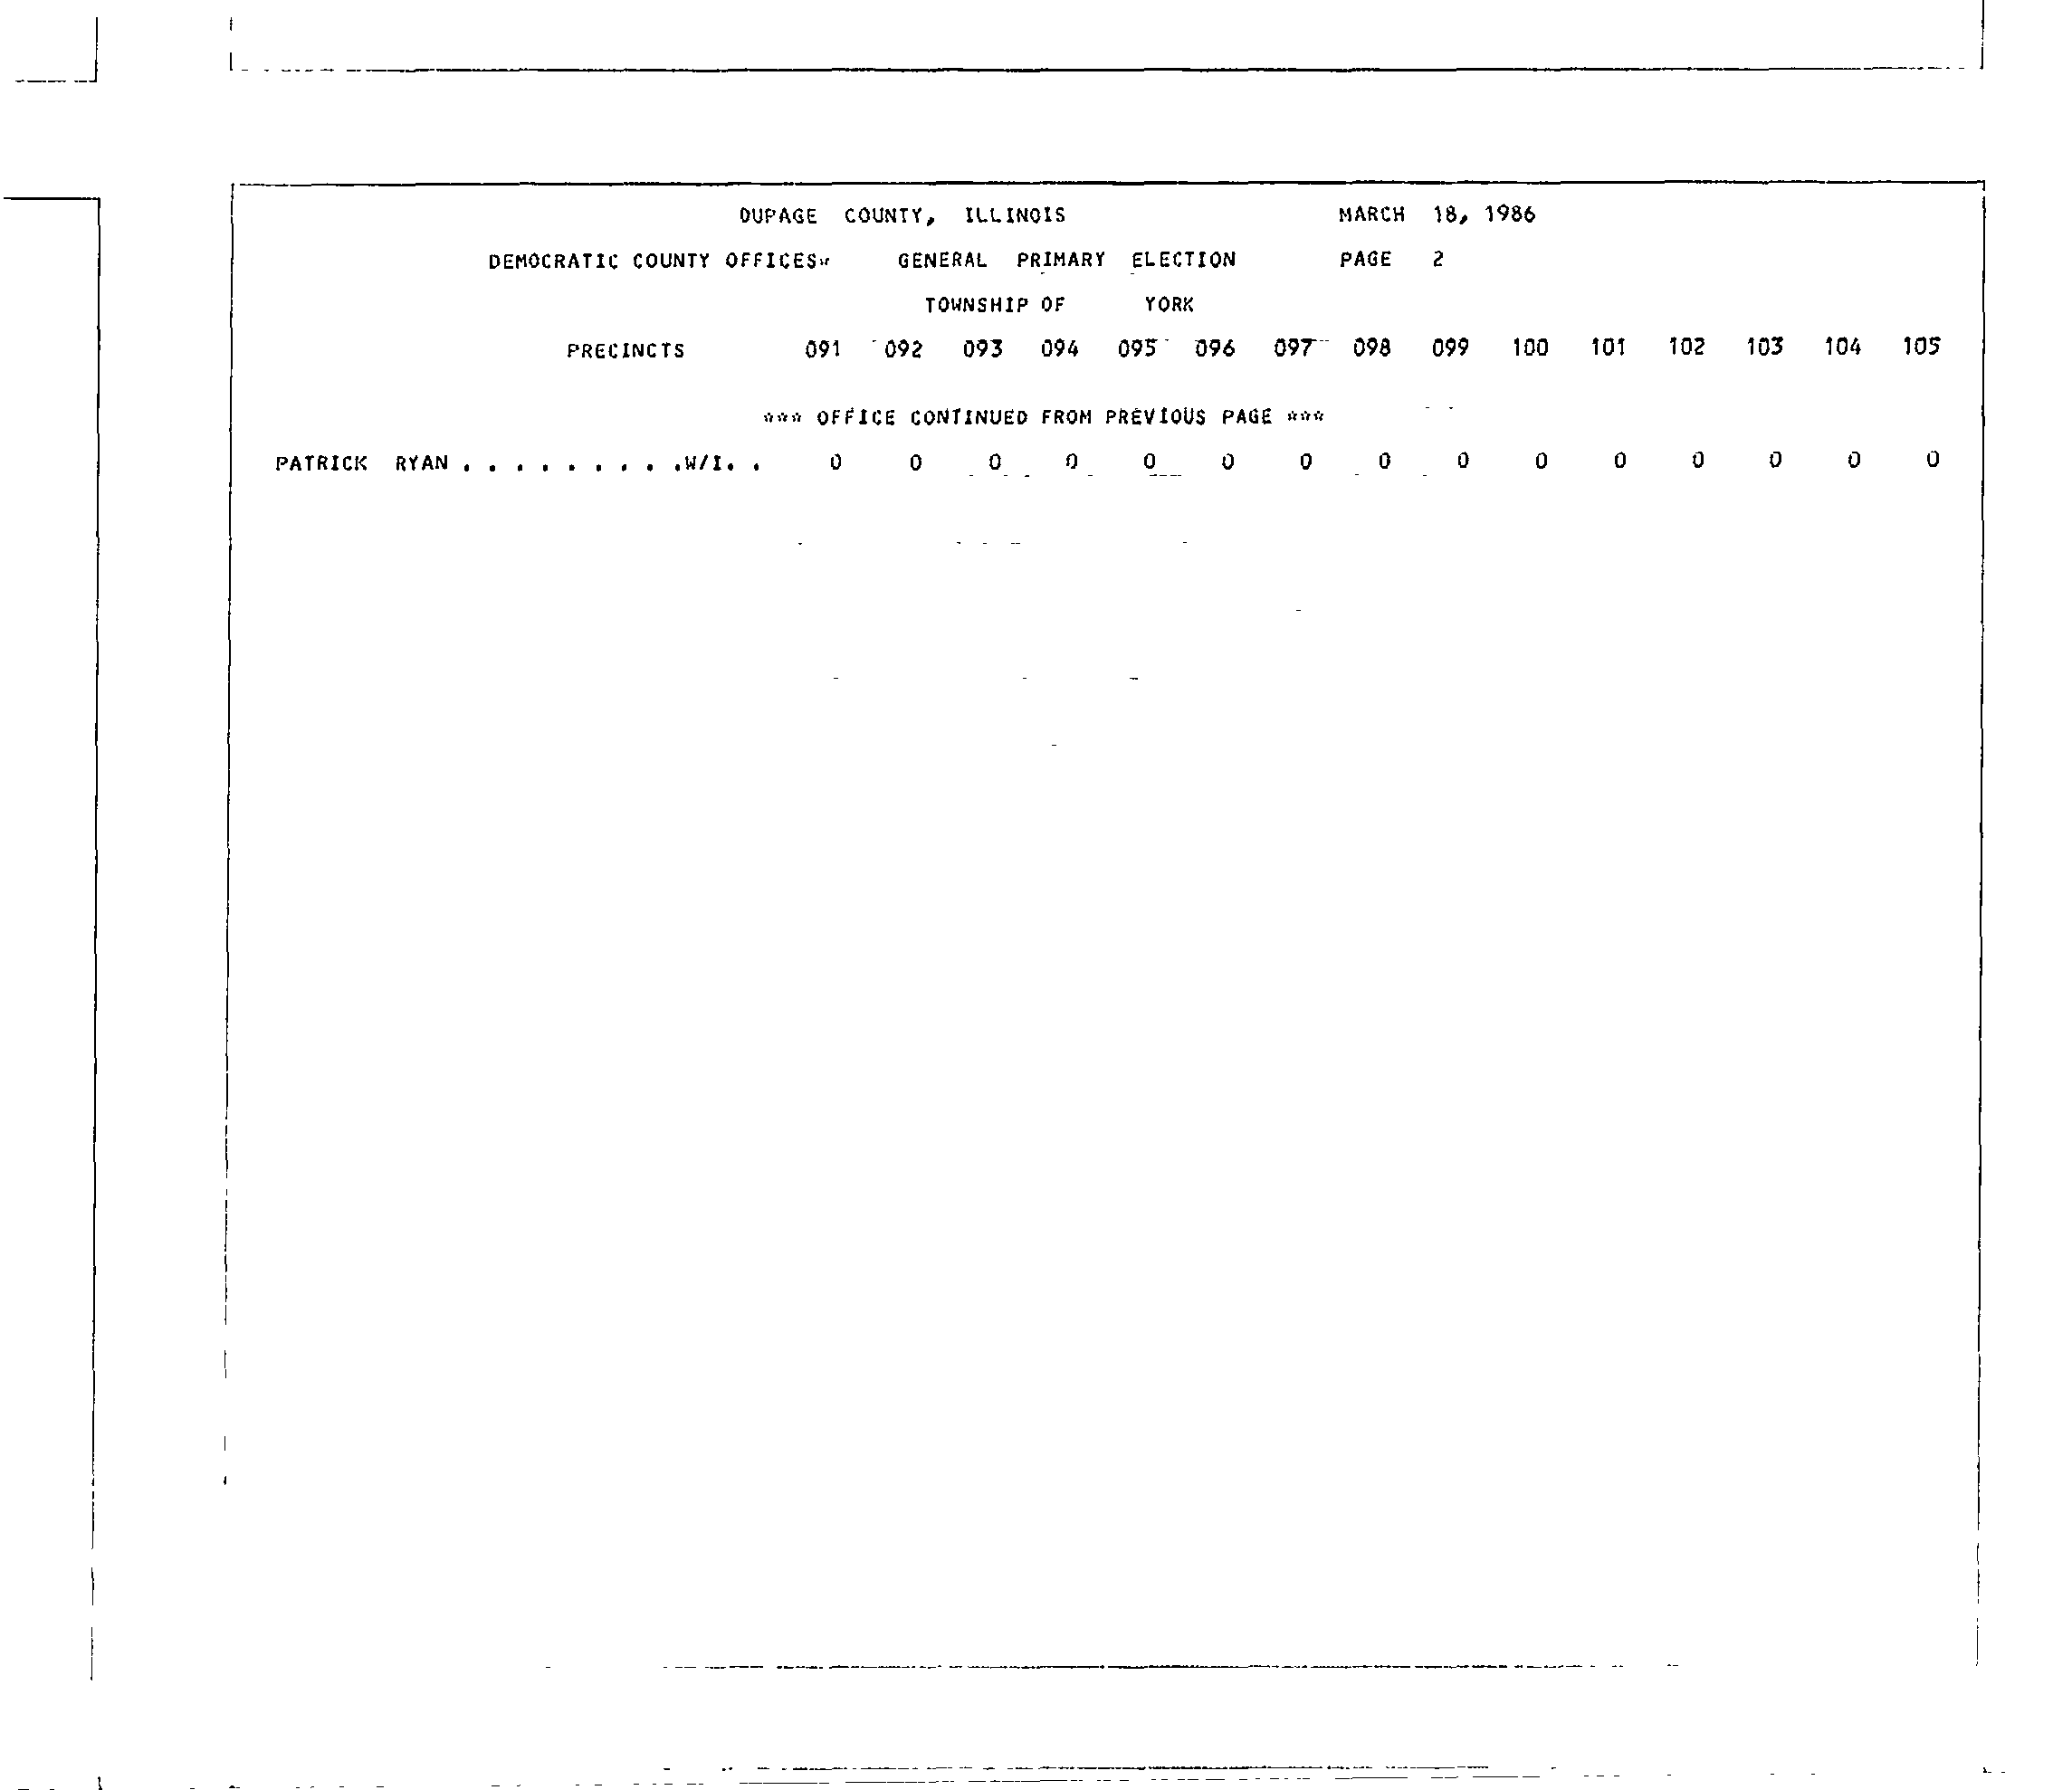 DUPAGE COUNTY, ILLINOIS MARCH 18, 1986
DEMOCRATIC COUNTY OFFICES* GENERAL PRIMARY ELECTION PAGE 2
TOWNSHIP OF YORK
PRECINCTS 091 092 093 094 095 096 097 098 099 100 101 102 103 104 105
*** OFFICE CONTINUED FROM PREVIOUS PAGE ***
PATRICK RYAN . . . . . . . . .W/I. . 0 0 0 0 0 0 0 0 0 0 0 0 0 0 0